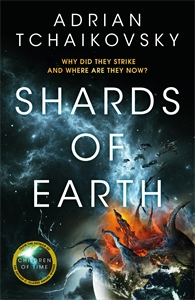 ADRIAN
TCHAIKOVSKY
WHY DID THEY STRIKE
AND WHERE ARE THEY NOW?
SHARDS
OF
EARTH
CHILDREN
OF TIME